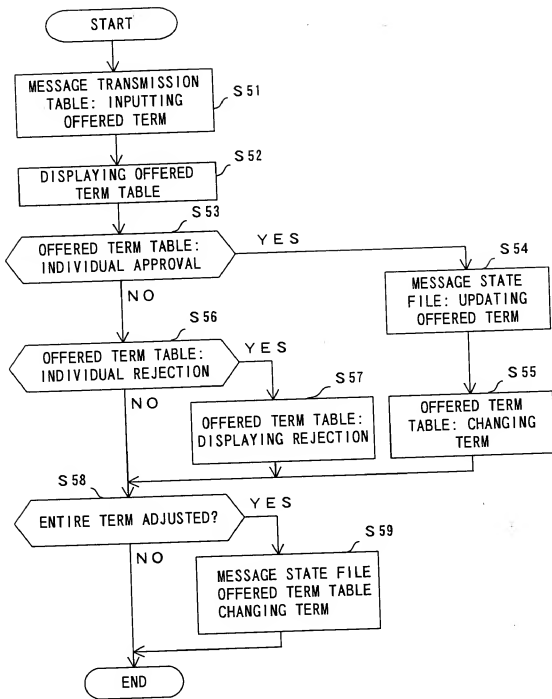 START
MESSAGE TRANSMISSION
TABLE: INPUTTING
OFFERED TERM
S51
S52
DISPLAYING OFFERED
TERM TABLE
S53
OFFERED TERM TABLE:
INDIVIDUAL APPROVAL
YES
NO
S54
MESSAGE STATE
FILE: UPDATING
OFFERED TERM
S56
OFFERED TERM TABLE:
INDIVIDUAL REJECTION
YES
NO
S57
OFFERED TERM TABLE:
DISPLAYING REJECTION
S55
OFFERED TERM
TABLE: CHANGING
TERM
S58
ENTIRE TERM ADJUSTED?
YES
NO
S59
MESSAGE STATE FILE
OFFERED TERM TABLE
CHANGING TERM
END